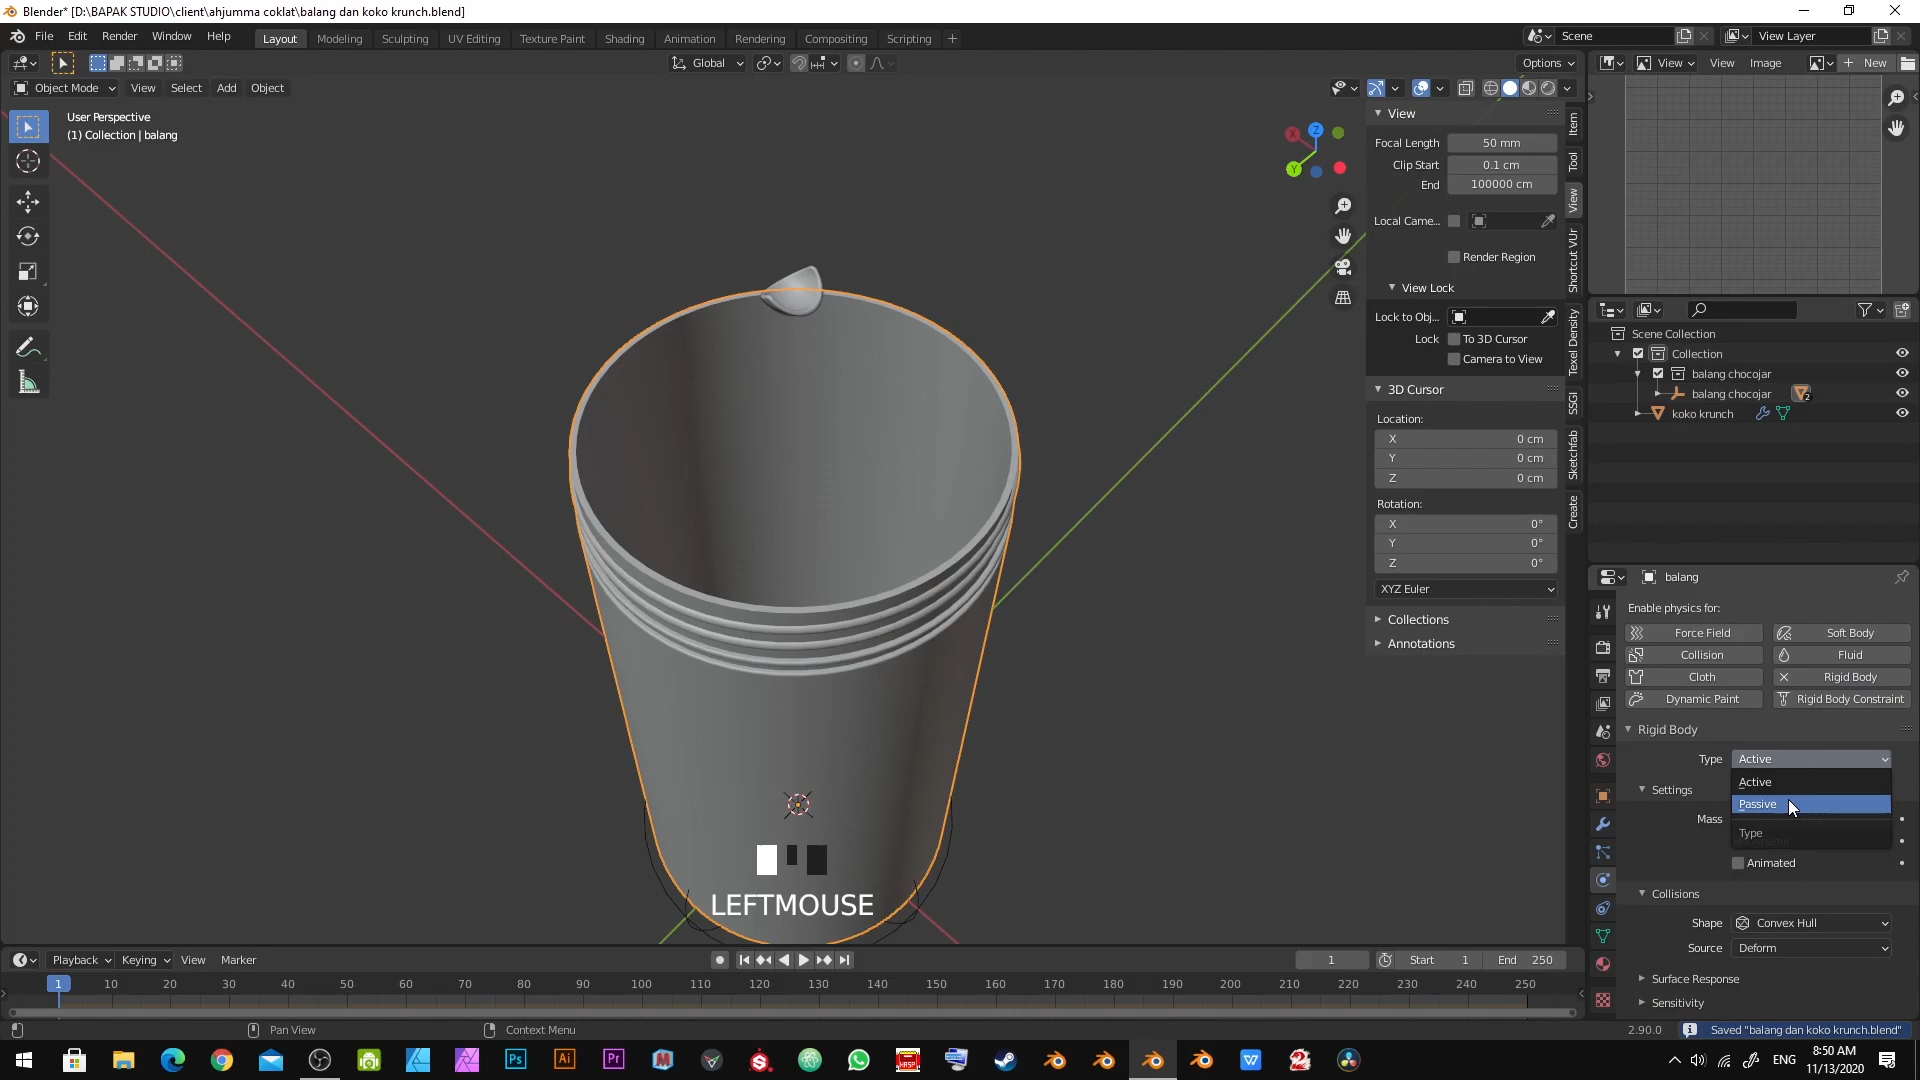 Blender* [D:\BAPAK STUDIO\client\ahjumma coklat\balang dan koko krunch.blend]
File Edit Render Window Help Layout Modeling Sculpting UV Editing Texture Paint Shading Animation Rendering Compositing Scripting Scene View Layer
Global Options View View Image New
Object Mode View Select Add Object
User Perspective
(1) Collection | balang
View
Focal Length 50 mm
Clip Start 0.1 cm
End 100000 cm
Local Came...
Render Region
View Lock
Lock to Obj...
Lock To 3D Cursor
Camera to View
3D Cursor
Location:
X 0 cm
Y 0 cm
Z 0 cm
Rotation:
X 0°
Y 0°
Z 0°
XYZ Euler
Collections
Annotations
Item
Tool
View
Shortcut VUr
Texel Density
SSGI
Sketchfab
Create
Z
Y
Scene Collection
Collection
balang chocojar
balang chocojar 2
koko krunch
balang
Enable physics for:
Force Field Soft Body
Collision Fluid
Cloth Rigid Body
Dynamic Paint Rigid Body Constraint
Rigid Body
Type Active
Active
Settings
Passive
Mass
Type
Animated
Collisions
Shape Convex Hull
Source Deform
Surface Response
Sensitivity
LEFTMOUSE
Playback Keying View Marker 1 Start 1 End 250
1 10 20 30 40 50 60 70 80 90 100 110 120 130 140 150 160 170 180 190 200 210 220 230 240 250
Pan View Context Menu 2.90.0 Saved "balang dan koko krunch.blend"
Ps Ai Pr ENG 8:50 AM
11/13/2020